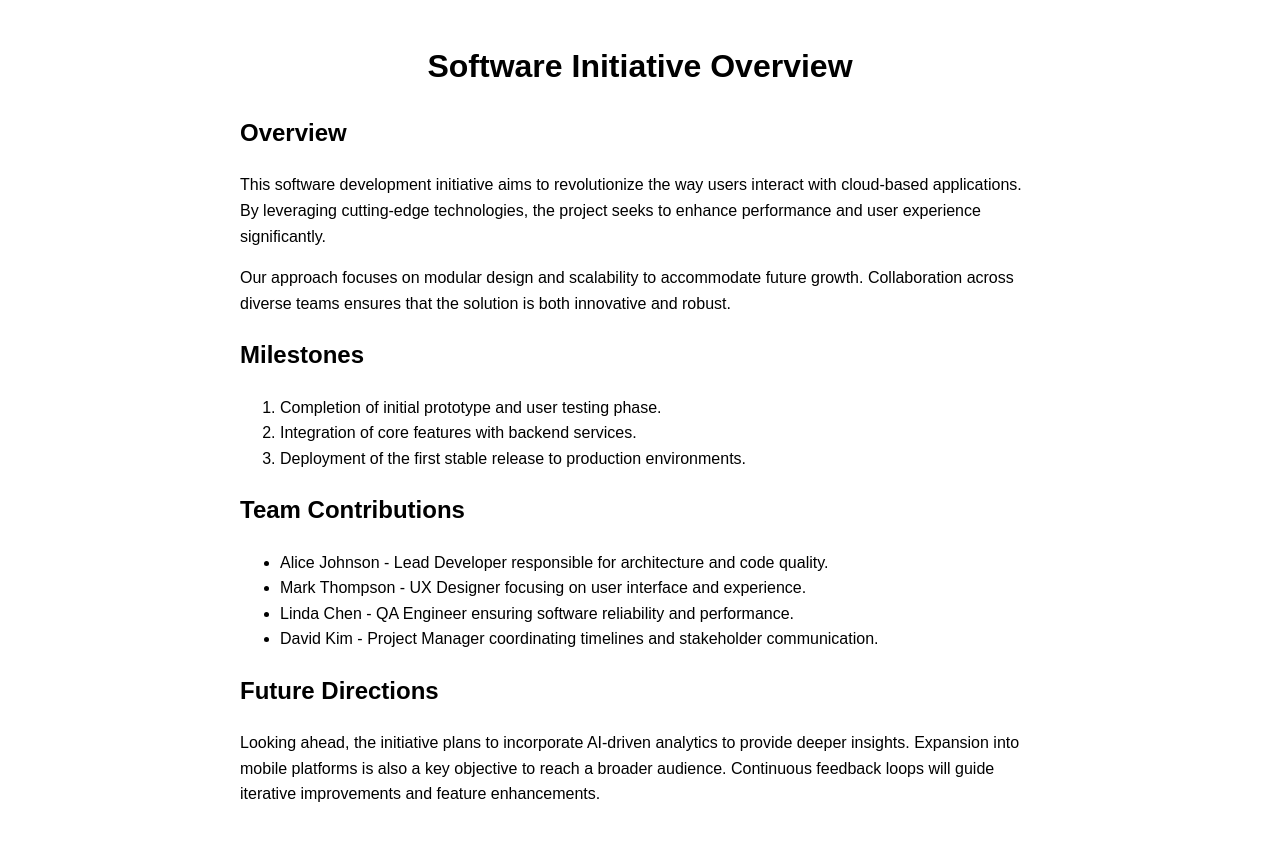 Software Initiative Overview
Overview
This software development initiative aims to revolutionize the way users interact with cloud-based applications.
By leveraging cutting-edge technologies, the project seeks to enhance performance and user experience
significantly.
Our approach focuses on modular design and scalability to accommodate future growth. Collaboration across
diverse teams ensures that the solution is both innovative and robust.
Milestones
1. Completion of initial prototype and user testing phase.
2. Integration of core features with backend services.
3. Deployment of the first stable release to production environments.
Team Contributions
• Alice Johnson - Lead Developer responsible for architecture and code quality.
• Mark Thompson - UX Designer focusing on user interface and experience.
• Linda Chen - QA Engineer ensuring software reliability and performance.
• David Kim - Project Manager coordinating timelines and stakeholder communication.
Future Directions
Looking ahead, the initiative plans to incorporate AI-driven analytics to provide deeper insights. Expansion into
mobile platforms is also a key objective to reach a broader audience. Continuous feedback loops will guide
iterative improvements and feature enhancements.